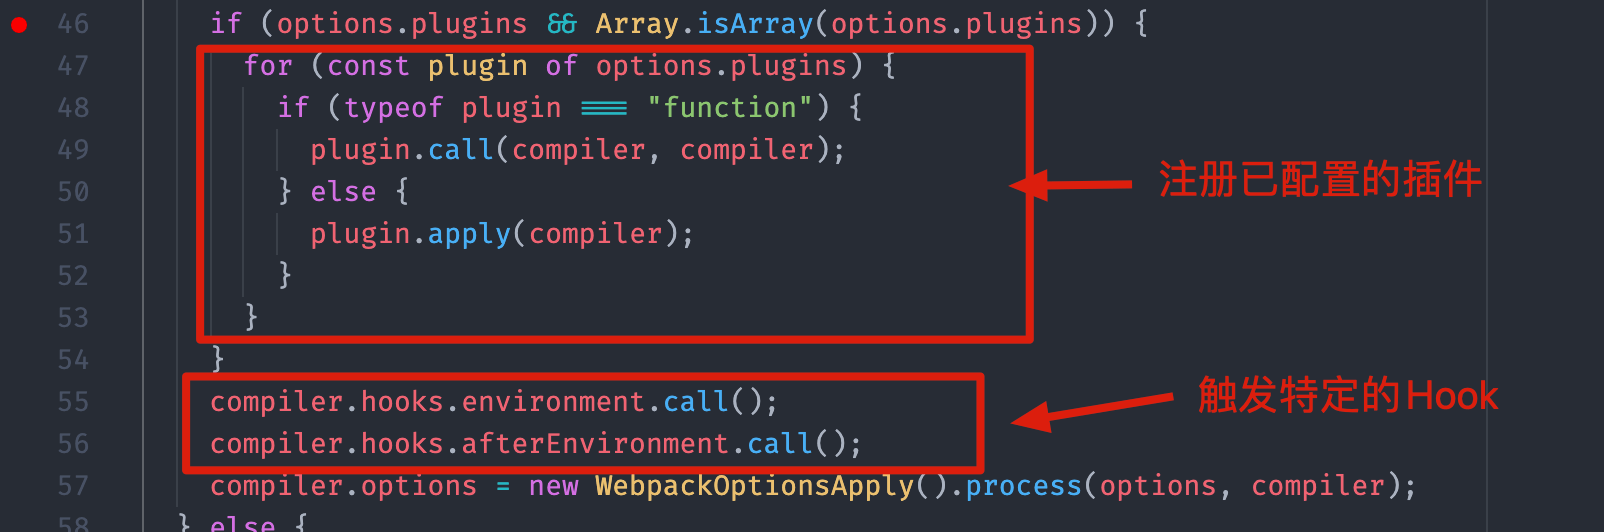 46 if (options.plugins && Array.isArray(options.plugins)) {
47 for (const plugin of options.plugins) {
48 if (typeof plugin === "function") {
49 plugin.call(compiler, compiler);
注册已配置的插件
50 } else {
51 plugin.apply(compiler);
52 }
53 }
54 }
55 compiler.hooks.environment.call();
触发特定的Hook
56 compiler.hooks.afterEnvironment.call();
57 compiler.options = new WebpackOptionsApply().process(options, compiler);
58 } else {